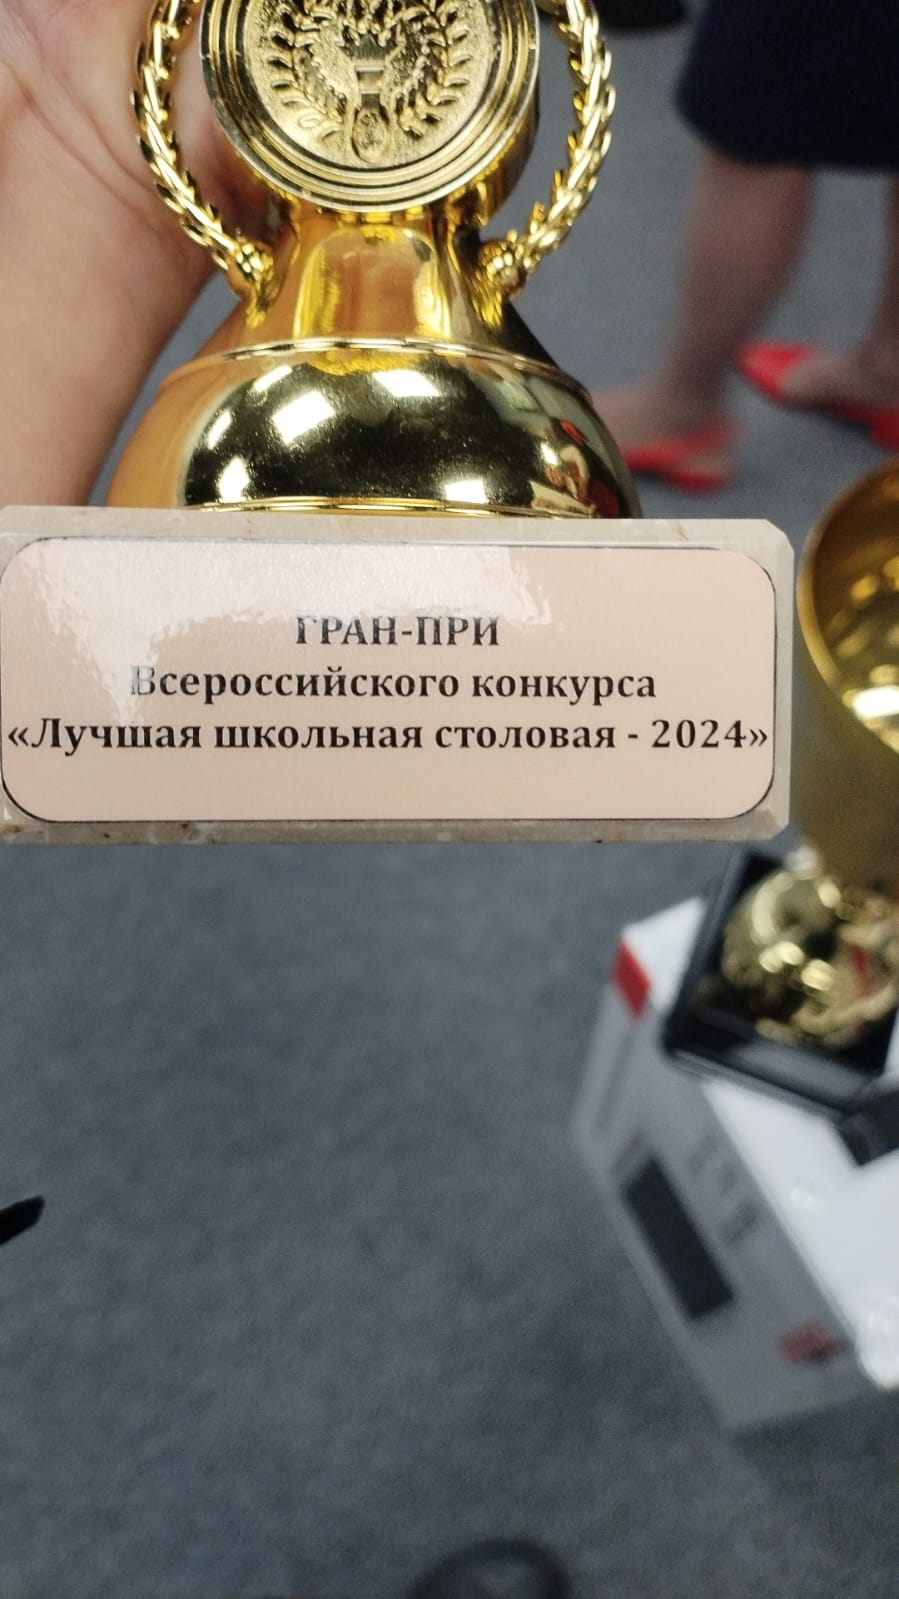 ГРАН-ПРИ
Всероссийского конкурса
«Лучшая школьная столовая - 2024»